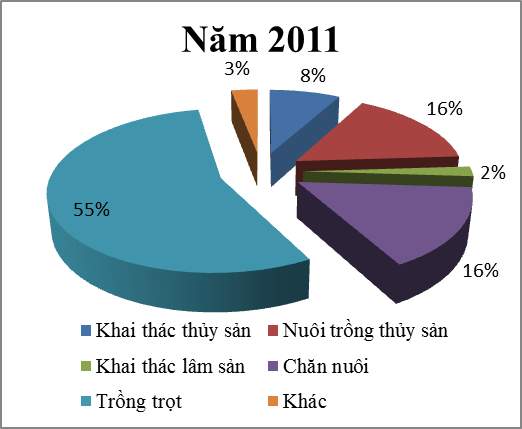 Năm 2011
3%
8%
16%
2%
55%
16%
Khai thác thủy sản
Nuôi trồng thủy sản
Khai thác lâm sản
Chăn nuôi
Trồng trọt
Khác